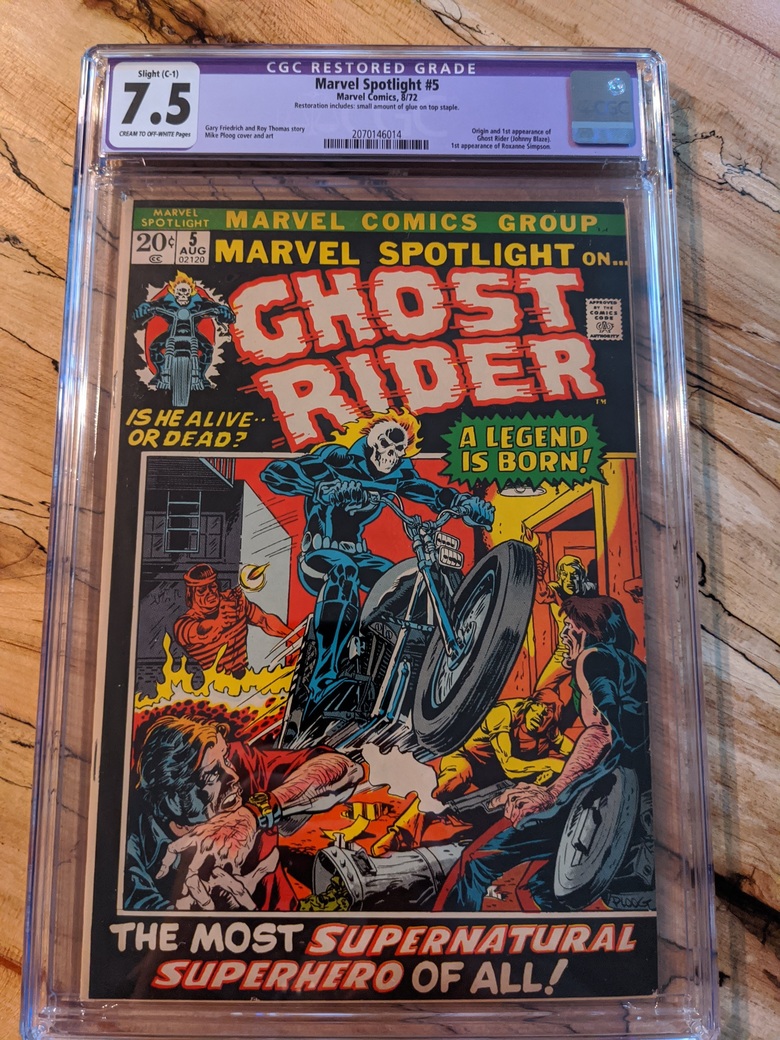 CGC RESTORED GRADE
Slight (C-1)
7.5
CREAM TO OFF-WHITE Pages
Marvel Spotlight #5
Marvel Comics, 8/72
Restoration includes: small amount of glue on top staple.
Gary Friedrich and Roy Thomas story
Mike Ploog cover and art
2070146014
Origin and 1st appearance of
Ghost Rider (Johnny Blaze).
1st appearance of Roxanne Simpson.
MARVEL
SPOTLIGHT
MARVEL COMICS GROUP
20¢
CC
5
AUG
02120
MARVEL SPOTLIGHT ON...
GHOST
RIDER
TM
APPROVED
BY THE
COMICS
CODE
AUTHORITY
IS HE ALIVE··
OR DEAD?
A LEGEND
IS BORN!
PLOOG
THE MOST SUPERNATURAL
SUPERHERO OF ALL!